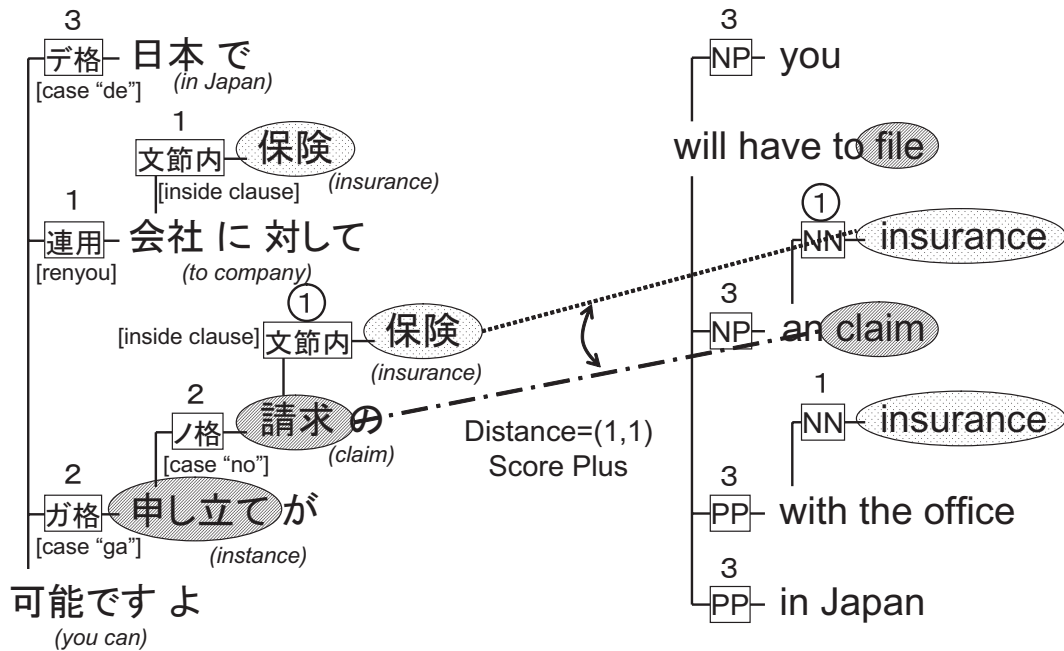 3
デ格 日本 で
[case “de”] (in Japan)
1
文節内 保険
[inside clause] (insurance)
1
連用 会社 に 対して
[renyou] (to company)
1
[inside clause] 文節内 保険
(insurance)
2
ノ格 請求 の
[case “no”] (claim)
2
ガ格 申し立て が
[case “ga”] (instance)
可能です よ
(you can)
Distance=(1,1)
Score Plus
3
NP you
will have to file
1
NN insurance
3
NP an claim
1
NN insurance
3
PP with the office
3
PP in Japan